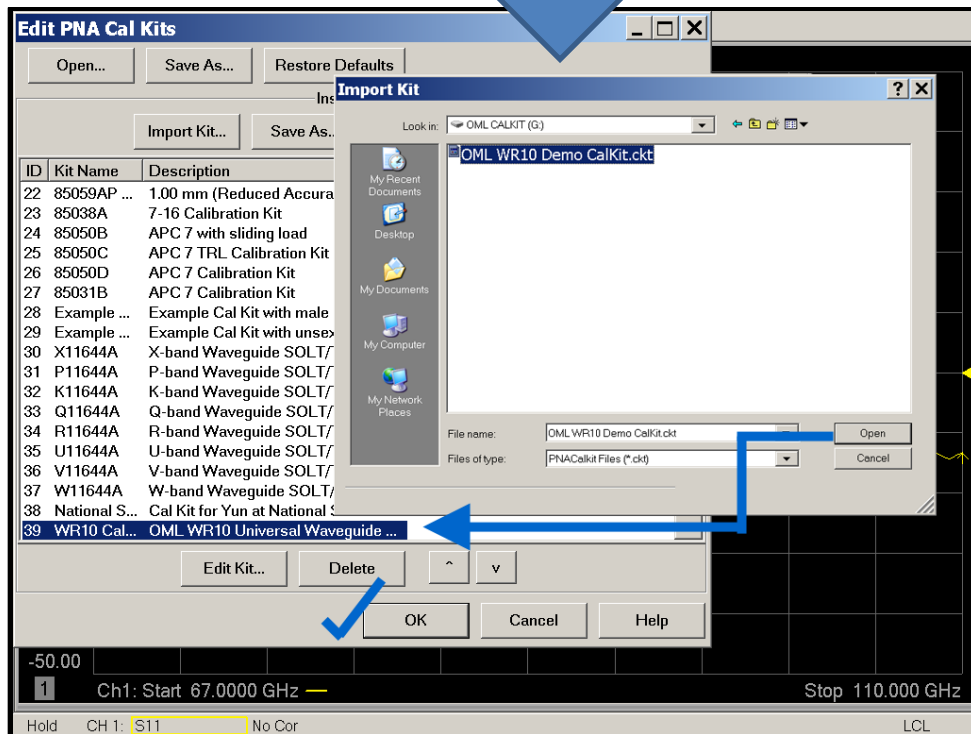 Edit PNA Cal Kits
Open...
Save As...
Restore Defaults
Ins
Import Kit...
Save As..
ID Kit Name Description
22 85059AP ... 1.00 mm (Reduced Accura
23 85038A 7-16 Calibration Kit
24 85050B APC 7 with sliding load
25 85050C APC 7 TRL Calibration Kit
26 85050D APC 7 Calibration Kit
27 85031B APC 7 Calibration Kit
28 Example ... Example Cal Kit with male
29 Example ... Example Cal Kit with unsex
30 X11644A X-band Waveguide SOLT/T
31 P11644A P-band Waveguide SOLT/T
32 K11644A K-band Waveguide SOLT/T
33 Q11644A Q-band Waveguide SOLT/T
34 R11644A R-band Waveguide SOLT/T
35 U11644A U-band Waveguide SOLT/T
36 V11644A V-band Waveguide SOLT/T
37 W11644A W-band Waveguide SOLT/
38 National S... Cal Kit for Yun at National S
39 WR10 Cal... OML WR10 Universal Waveguide ...
Edit Kit...
Delete
^
v
OK
Cancel
Help
Import Kit
Look in: OML CALKIT (G:)
OML WR10 Demo CalKit.ckt
My Recent
Documents
Desktop
My Documents
My Computer
My Network
Places
File name: OML WR10 Demo CalKit.ckt
Open
Files of type: PNACalkit Files (*.ckt)
Cancel
-50.00
1 Ch1: Start 67.0000 GHz
Stop 110.000 GHz
Hold CH 1: S11 No Cor LCL